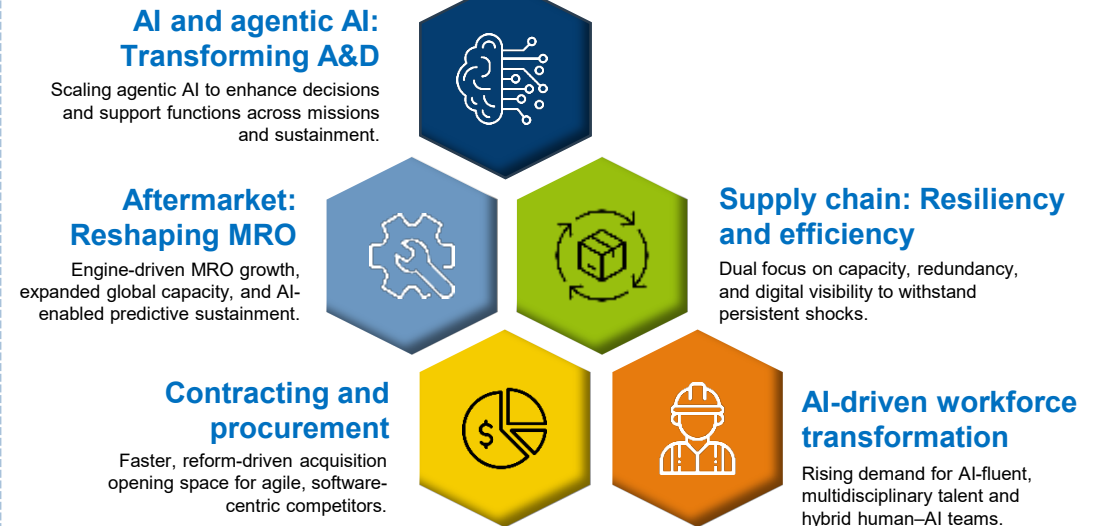 AI and agentic AI:
Transforming A&D
Scaling agentic AI to enhance decisions
and support functions across missions
and sustainment.
Aftermarket:
Reshaping MRO
Engine-driven MRO growth,
expanded global capacity, and AI-
enabled predictive sustainment.
Supply chain: Resiliency
and efficiency
Dual focus on capacity, redundancy,
and digital visibility to withstand
persistent shocks.
Contracting and
procurement
Faster, reform-driven acquisition
opening space for agile, software-
centric competitors.
$
AI-driven workforce
transformation
Rising demand for AI-fluent,
multidisciplinary talent and
hybrid human–AI teams.